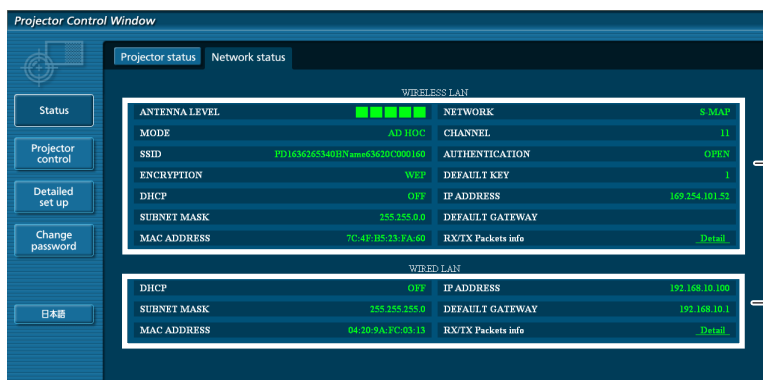 Projector Control Window
Projector status Network status
Status
Projector control
Detailed set up
Change password
日本語
WIRELESS LAN
ANTENNA LEVEL NETWORK S-MAP
MODE AD HOC CHANNEL 11
SSID PD1636265340HName63620C000160 AUTHENTICATION OPEN
ENCRYPTION WEP DEFAULT KEY 1
DHCP OFF IP ADDRESS 169.254.101.52
SUBNET MASK 255.255.0.0 DEFAULT GATEWAY
MAC ADDRESS 7C:4F:B5:23:FA:60 RX/TX Packets info Detail
WIRED LAN
DHCP OFF IP ADDRESS 192.168.10.100
SUBNET MASK 255.255.255.0 DEFAULT GATEWAY 192.168.10.1
MAC ADDRESS 04:20:9A:FC:03:13 RX/TX Packets info Detail